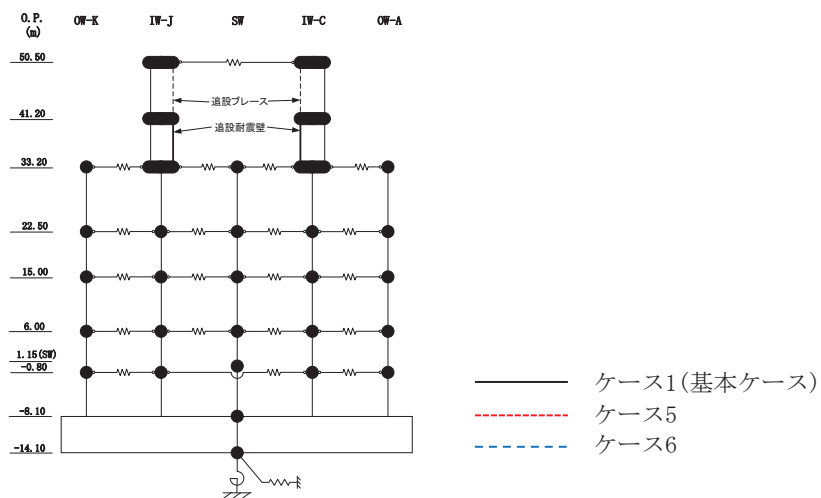 O.P.
(m)
OW-K IW-J SW IW-C OW-A
50.50
追設ブレース
41.20
追設耐震壁
33.20
22.50
15.00
6.00
1.15(SW)
-0.80
-8.10
-14.10
ケース1(基本ケース)
ケース5
ケース6